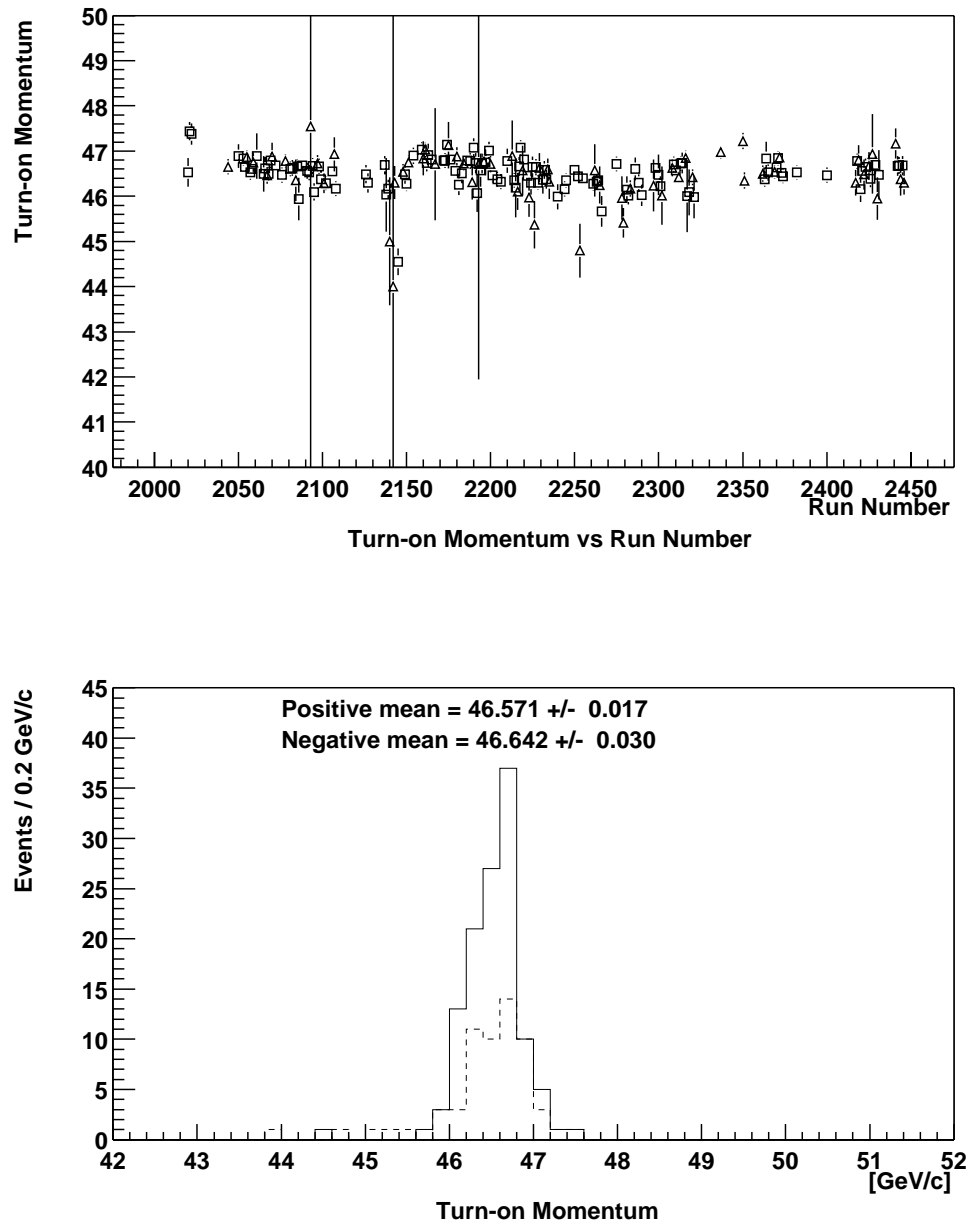 Turn-on Momentum
50
49
48
47
46
45
44
43
42
41
40
2000 2050 2100 2150 2200 2250 2300 2350 2400 2450
Run Number
Turn-on Momentum vs Run Number
Events / 0.2 GeV/c
45
40
35
30
25
20
15
10
5
0
Positive mean = 46.571 +/- 0.017
Negative mean = 46.642 +/- 0.030
42 43 44 45 46 47 48 49 50 51 52
[GeV/c]
Turn-on Momentum